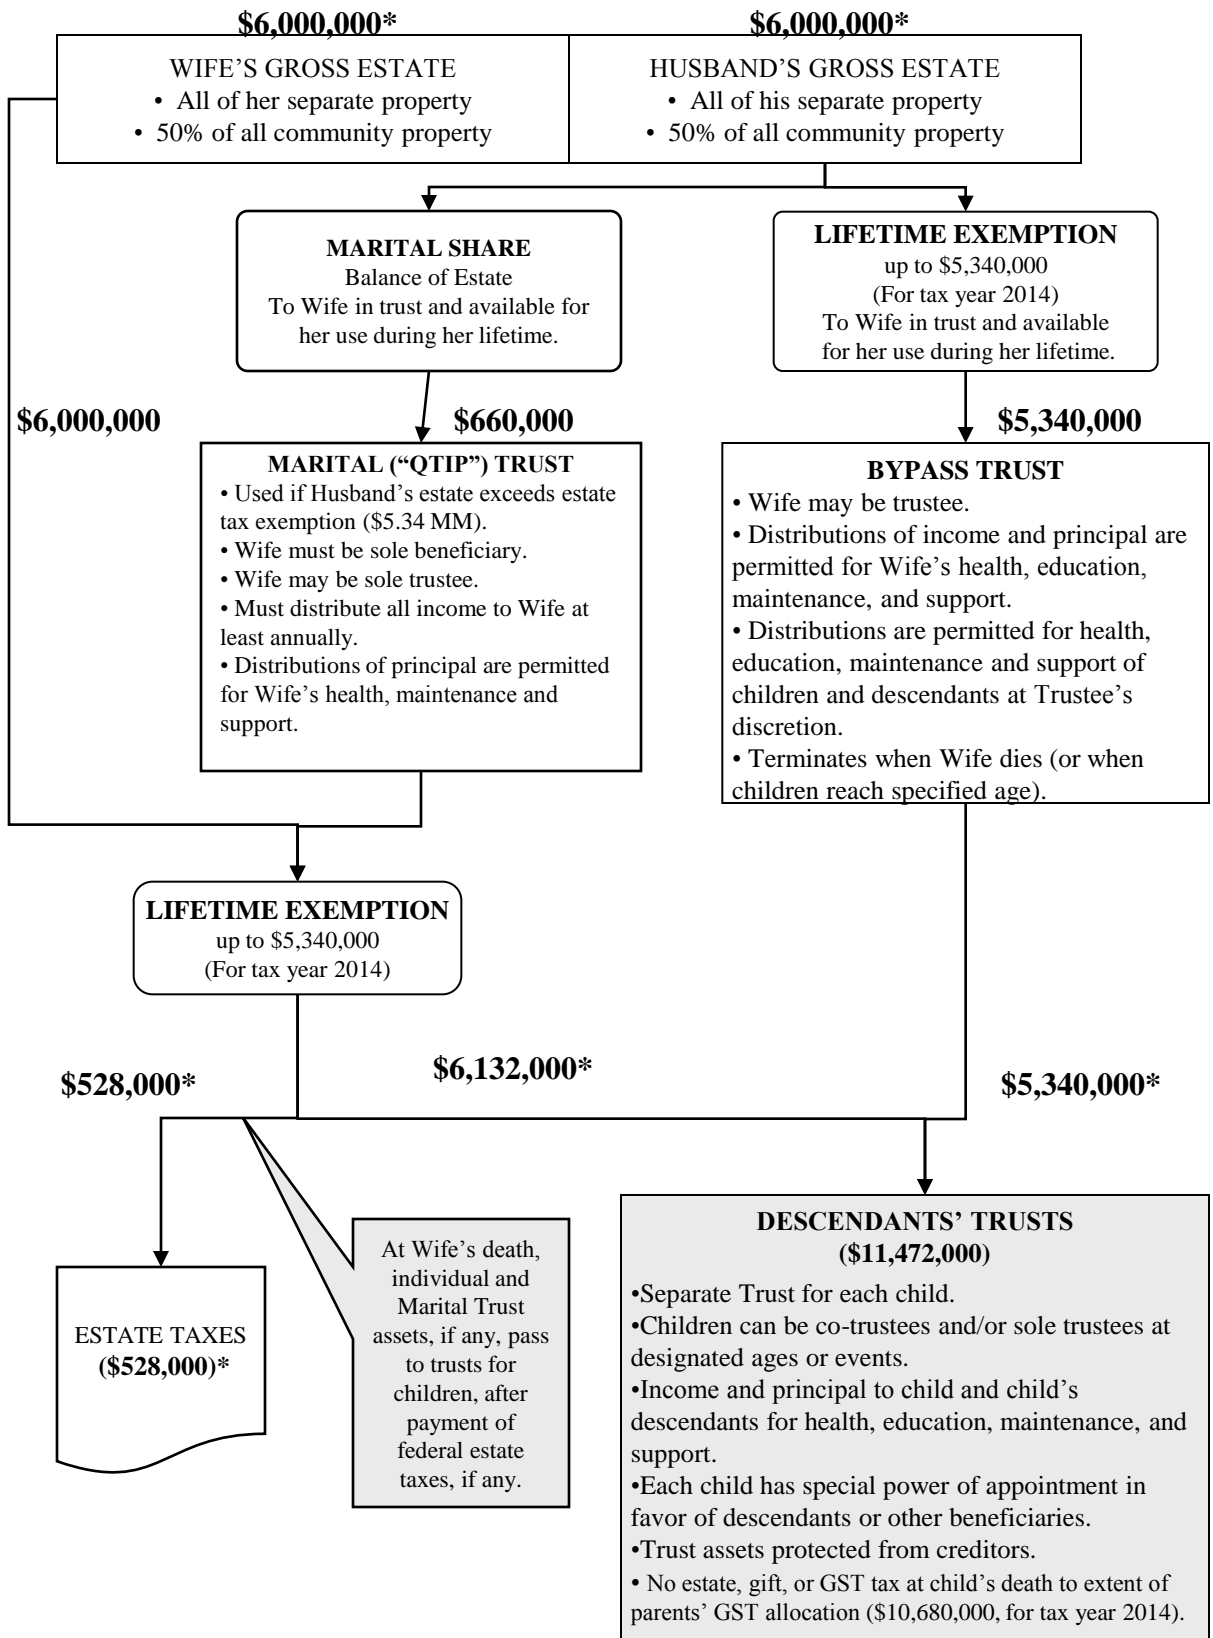 $6,000,000*
$6,000,000*
WIFE’S GROSS ESTATE
• All of her separate property
• 50% of all community property
HUSBAND’S GROSS ESTATE
• All of his separate property
• 50% of all community property
MARITAL SHARE
Balance of Estate
To Wife in trust and available for
her use during her lifetime.
LIFETIME EXEMPTION
up to $5,340,000
(For tax year 2014)
To Wife in trust and available
for her use during her lifetime.
$6,000,000
$660,000
$5,340,000
MARITAL (“QTIP”) TRUST
• Used if Husband’s estate exceeds estate
tax exemption ($5.34 MM).
• Wife must be sole beneficiary.
• Wife may be sole trustee.
• Must distribute all income to Wife at
least annually.
• Distributions of principal are permitted
for Wife’s health, maintenance and
support.
BYPASS TRUST
• Wife may be trustee.
• Distributions of income and principal are
permitted for Wife’s health, education,
maintenance, and support.
• Distributions are permitted for health,
education, maintenance and support of
children and descendants at Trustee’s
discretion.
• Terminates when Wife dies (or when
children reach specified age).
LIFETIME EXEMPTION
up to $5,340,000
(For tax year 2014)
$528,000*
$6,132,000*
$5,340,000*
ESTATE TAXES
($528,000)*
At Wife’s death,
individual and
Marital Trust
assets, if any, pass
to trusts for
children, after
payment of
federal estate
taxes, if any.
DESCENDANTS’ TRUSTS
($11,472,000)
•Separate Trust for each child.
•Children can be co-trustees and/or sole trustees at
designated ages or events.
•Income and principal to child and child’s
descendants for health, education, maintenance, and
support.
•Each child has special power of appointment in
favor of descendants or other beneficiaries.
•Trust assets protected from creditors.
• No estate, gift, or GST tax at child’s death to extent of
parents’ GST allocation ($10,680,000, for tax year 2014).